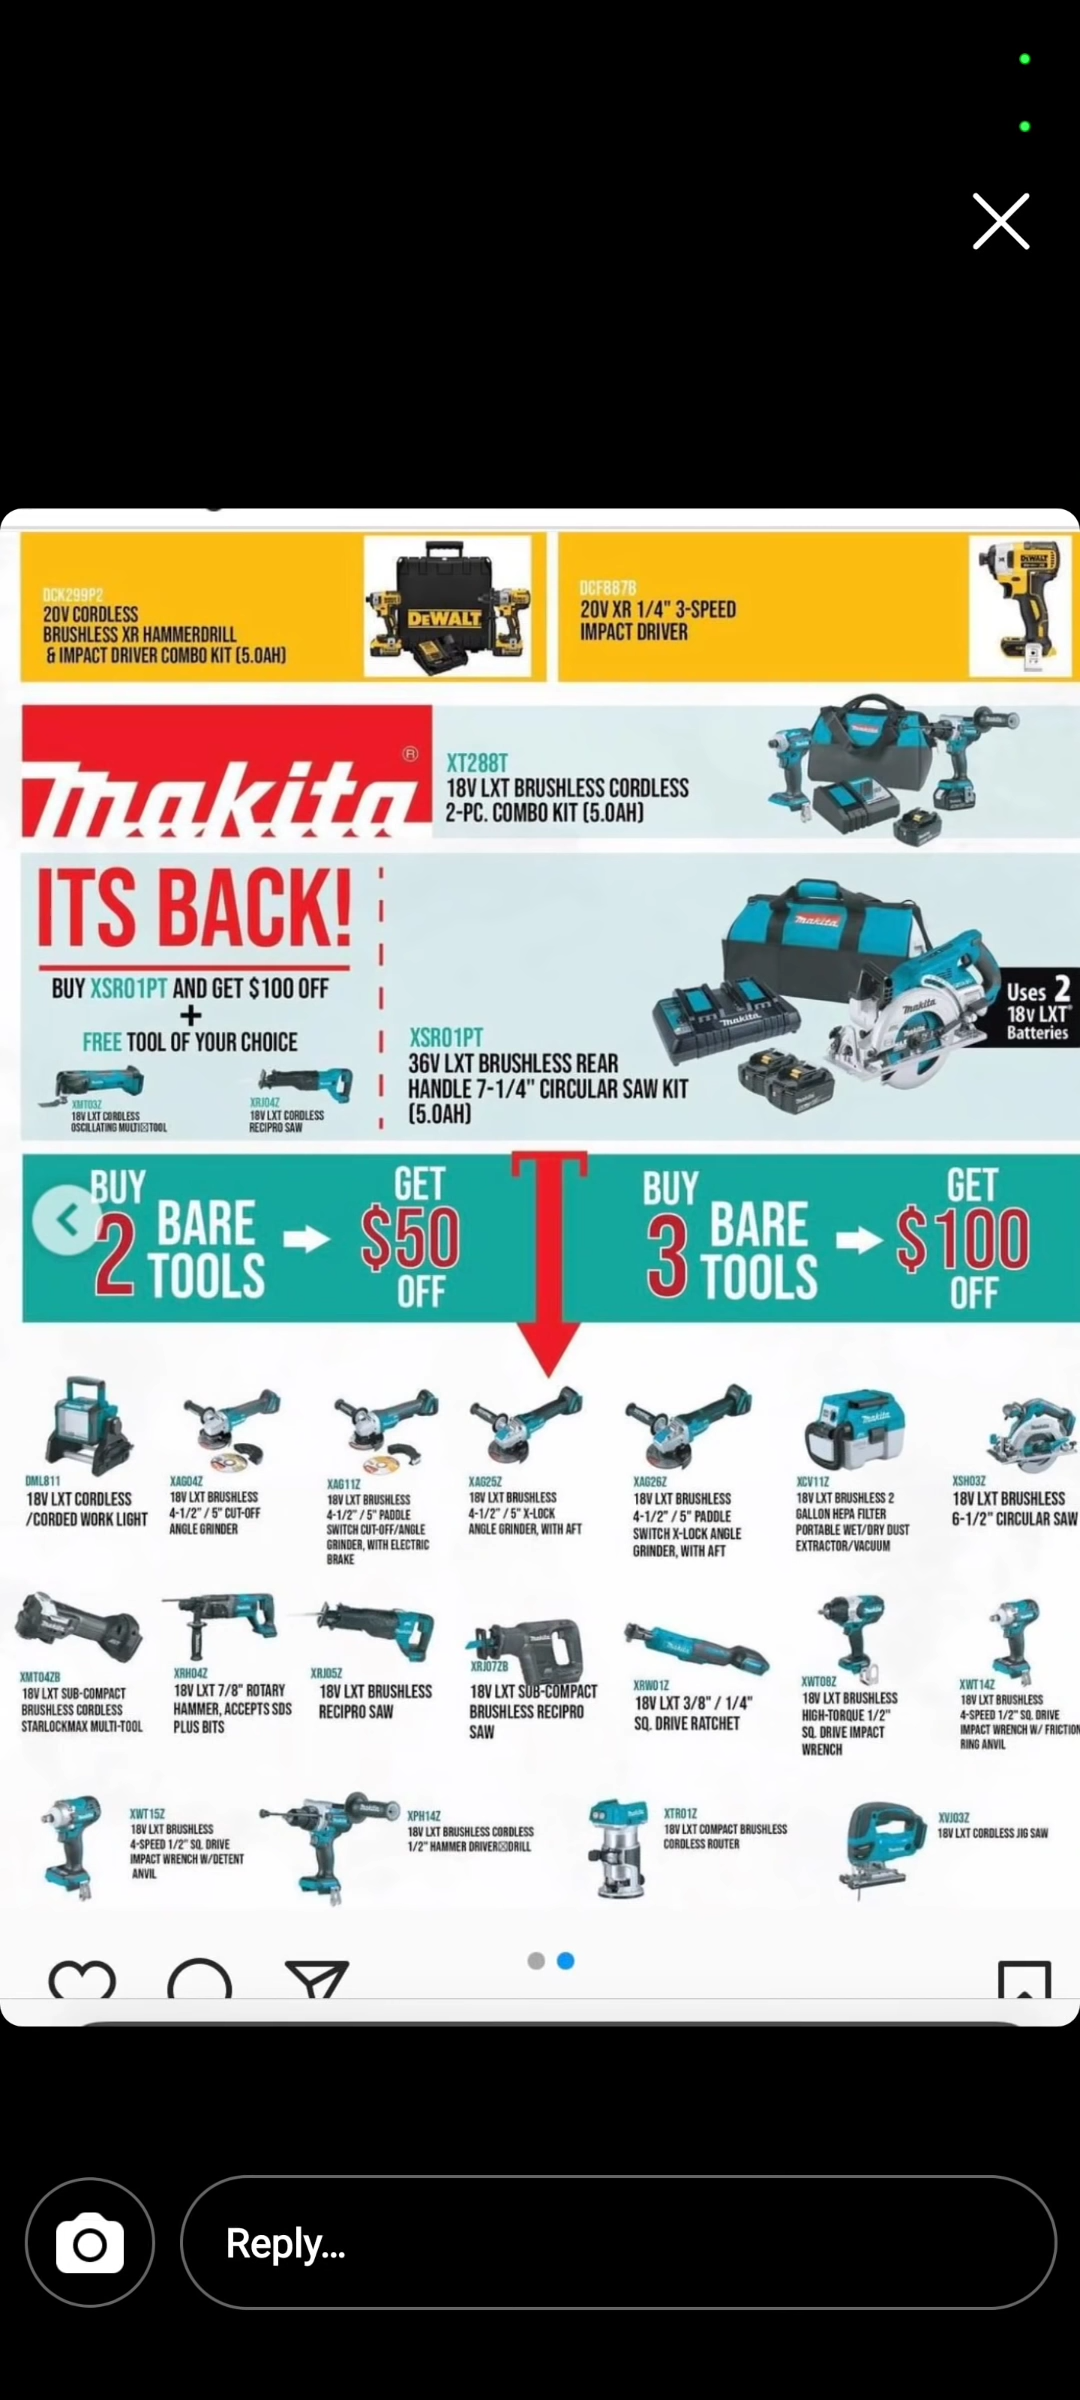 DCK299P2
20V CORDLESS
BRUSHLESS XR HAMMERDRILL
& IMPACT DRIVER COMBO KIT (5.0AH)
DEWALT
DCF887B
20V XR 1/4" 3-SPEED
IMPACT DRIVER
DEWALT
makita ®
XT288T
18V LXT BRUSHLESS CORDLESS
2-PC. COMBO KIT (5.0AH)
ITS BACK!
BUY XSR01PT AND GET $100 OFF
+
FREE TOOL OF YOUR CHOICE
XMT03Z
18V LXT CORDLESS
OSCILLATING MULTI☒TOOL
XRJ04Z
18V LXT CORDLESS
RECIPRO SAW
XSR01PT
36V LXT BRUSHLESS REAR
HANDLE 7-1/4" CIRCULAR SAW KIT
(5.0AH)
makita
makita
makita
Uses 2
18V LXT®
Batteries
BUY
2 BARE
TOOLS
GET
$50
OFF
BUY
3 BARE
TOOLS
GET
$100
OFF
DML811
18V LXT CORDLESS
/CORDED WORK LIGHT
XAG04Z
18V LXT BRUSHLESS
4-1/2" / 5" CUT-OFF
ANGLE GRINDER
XAG11Z
18V LXT BRUSHLESS
4-1/2" / 5" PADDLE
SWITCH CUT-OFF/ANGLE
GRINDER, WITH ELECTRIC
BRAKE
XAG25Z
18V LXT BRUSHLESS
4-1/2" / 5" X-LOCK
ANGLE GRINDER, WITH AFT
XAG26Z
18V LXT BRUSHLESS
4-1/2" / 5" PADDLE
SWITCH X-LOCK ANGLE
GRINDER, WITH AFT
makita
XCV11Z
18V LXT BRUSHLESS 2
GALLON HEPA FILTER
PORTABLE WET/DRY DUST
EXTRACTOR/VACUUM
XSH03Z
18V LXT BRUSHLESS
6-1/2" CIRCULAR SAW
XMT04ZB
18V LXT SUB-COMPACT
BRUSHLESS CORDLESS
STARLOCKMAX MULTI-TOOL
XRH04Z
18V LXT 7/8" ROTARY
HAMMER, ACCEPTS SDS
PLUS BITS
XRJ05Z
18V LXT BRUSHLESS
RECIPRO SAW
XRJ07ZB
18V LXT SUB-COMPACT
BRUSHLESS RECIPRO
SAW
XRW01Z
18V LXT 3/8" / 1/4"
SQ. DRIVE RATCHET
XWT08Z
18V LXT BRUSHLESS
HIGH-TORQUE 1/2"
SQ. DRIVE IMPACT
WRENCH
XWT14Z
18V LXT BRUSHLESS
4-SPEED 1/2" SQ. DRIVE
IMPACT WRENCH W/ FRICTION
RING ANVIL
XWT15Z
18V LXT BRUSHLESS
4-SPEED 1/2" SQ. DRIVE
IMPACT WRENCH W/DETENT
ANVIL
XPH14Z
18V LXT BRUSHLESS CORDLESS
1/2" HAMMER DRIVER☒DRILL
XTR01Z
18V LXT COMPACT BRUSHLESS
CORDLESS ROUTER
XVJ03Z
18V LXT CORDLESS JIG SAW
Reply...